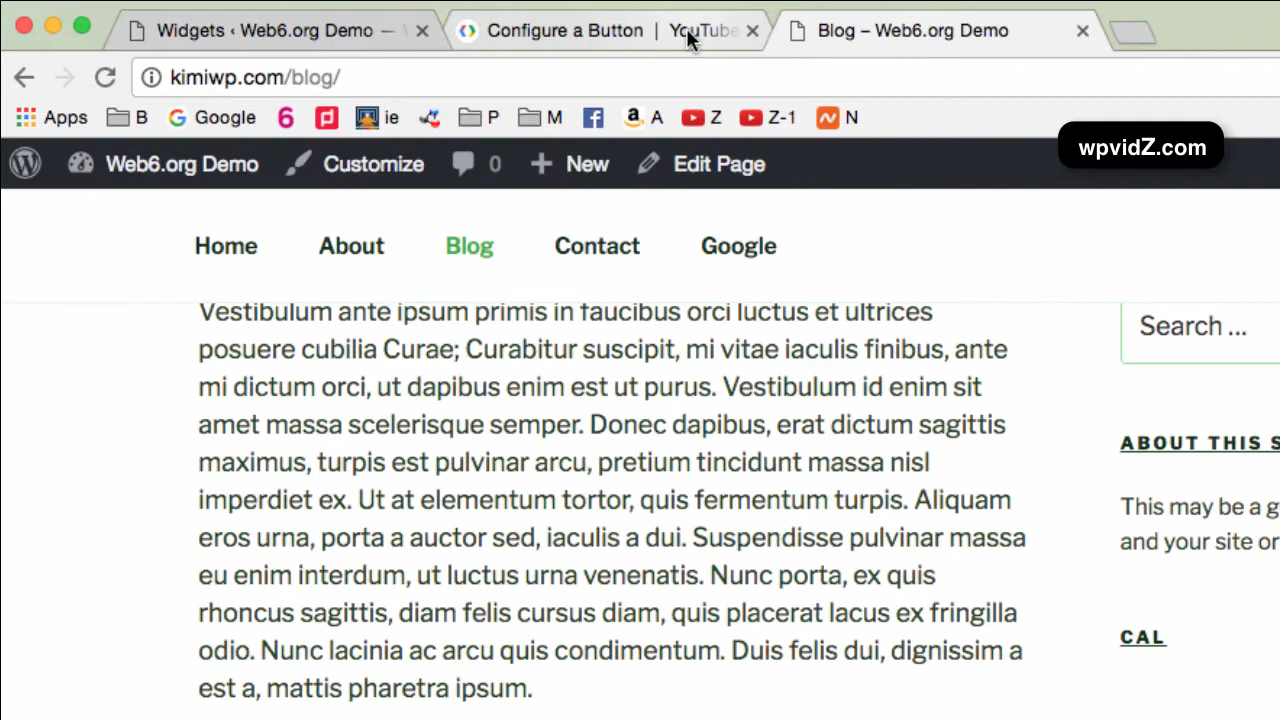 Widgets ‹ Web6.org Demo —
Configure a Button | YouTube
Blog – Web6.org Demo
kimiwp.com/blog/
Apps B Google 6 ie P M A Z Z-1 N
wpvidZ.com
Web6.org Demo Customize 0 New Edit Page
Home About Blog Contact Google
Vestibulum ante ipsum primis in faucibus orci luctus et ultrices
posuere cubilia Curae; Curabitur suscipit, mi vitae iaculis finibus, ante
mi dictum orci, ut dapibus enim est ut purus. Vestibulum id enim sit
amet massa scelerisque semper. Donec dapibus, erat dictum sagittis
maximus, turpis est pulvinar arcu, pretium tincidunt massa nisl
imperdiet ex. Ut at elementum tortor, quis fermentum turpis. Aliquam
eros urna, porta a auctor sed, iaculis a dui. Suspendisse pulvinar massa
eu enim interdum, ut luctus urna venenatis. Nunc porta, ex quis
rhoncus sagittis, diam felis cursus diam, quis placerat lacus ex fringilla
odio. Nunc lacinia ac arcu quis condimentum. Duis felis dui, dignissim a
est a, mattis pharetra ipsum.
Search ...
ABOUT THIS S
This may be a g
and your site or
CAL